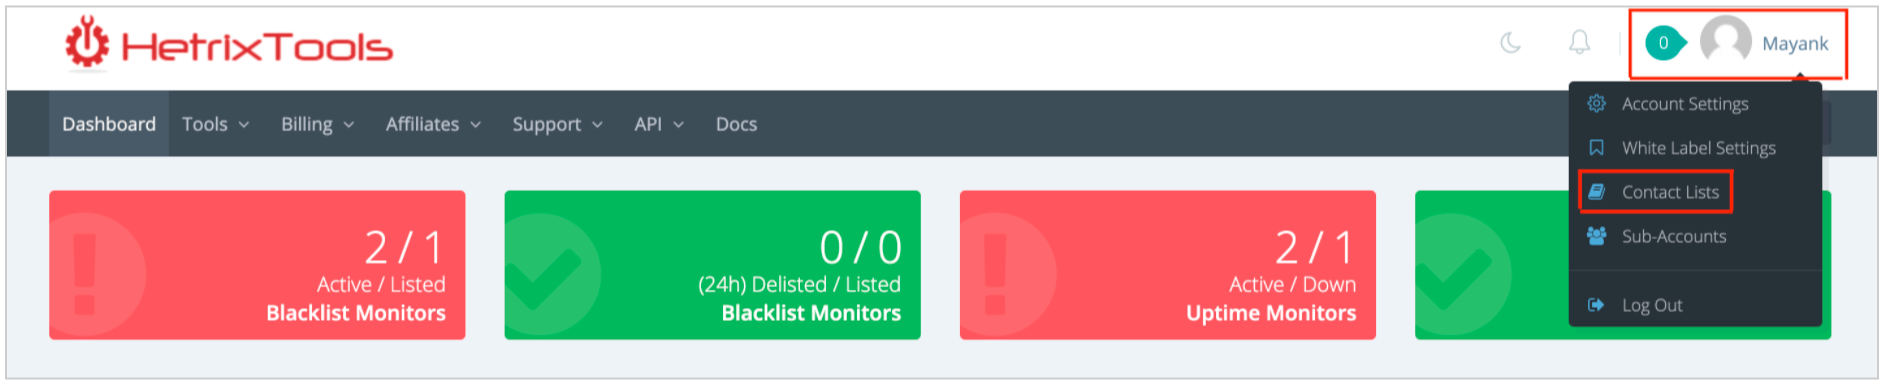 HetrixTools
0
Mayank
Dashboard Tools Billing Affiliates Support API Docs
Account Settings
White Label Settings
Contact Lists
Sub-Accounts
Log Out
2 / 1
Active / Listed
Blacklist Monitors
0 / 0
(24h) Delisted / Listed
Blacklist Monitors
2 / 1
Active / Down
Uptime Monitors